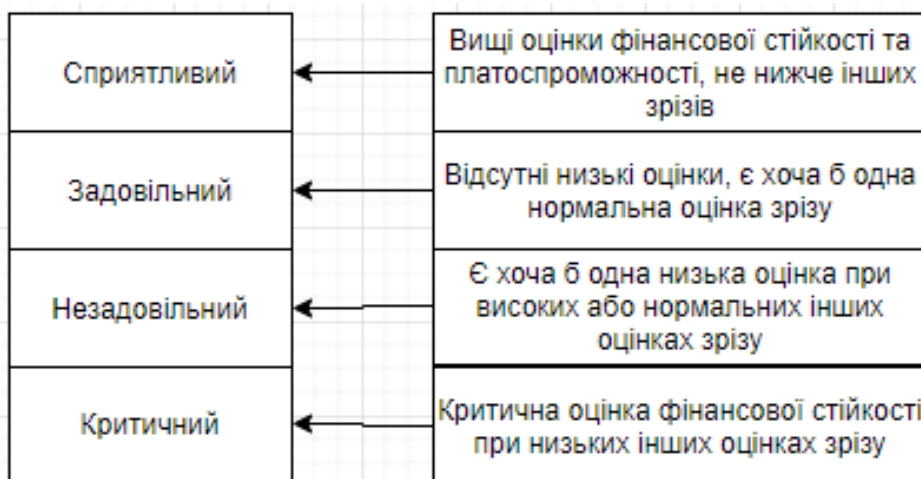 Сприятливий
Вищі оцінки фінансової стійкості та
платоспроможності, не нижче інших
зрізів
Задовільний
Відсутні низькі оцінки, є хоча б одна
нормальна оцінка зрізу
Незадовільний
Є хоча б одна низька оцінка при
високих або нормальних інших
оцінках зрізу
Критичний
Критична оцінка фінансової стійкості
при низьких інших оцінках зрізу